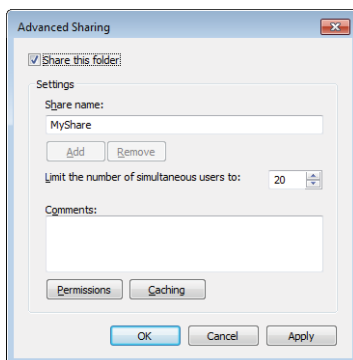 Advanced Sharing
Share this folder
Settings
Share name:
MyShare
Add Remove
Limit the number of simultaneous users to: 20
Comments:
Permissions Caching
OK Cancel Apply